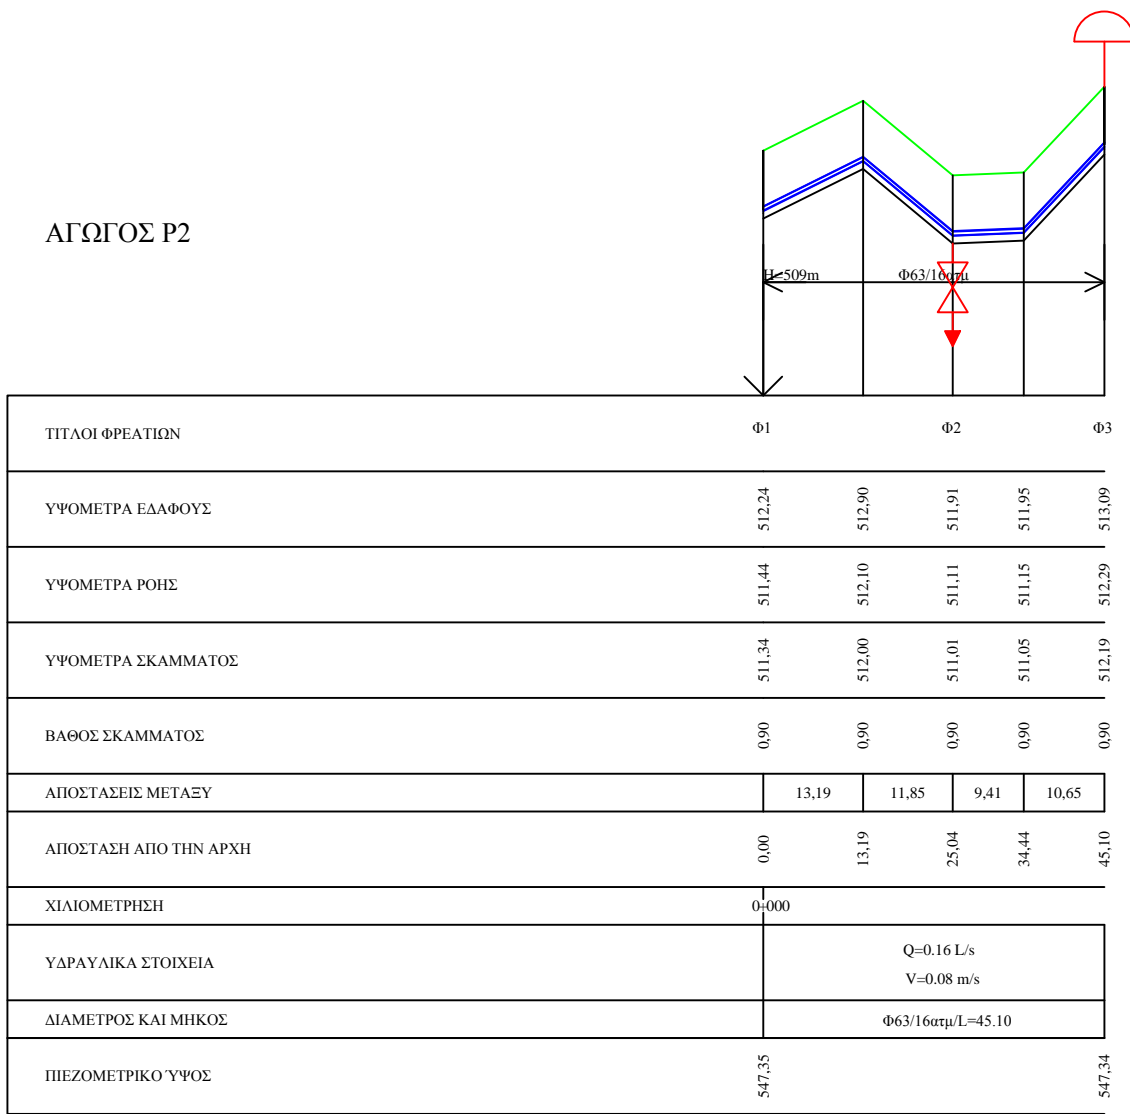 ΑΓΩΓΟΣ P2
H=509m Φ63/16ατμ
ΤΙΤΛΟΙ ΦΡΕΑΤΙΩΝ Φ1 Φ2 Φ3
ΥΨΟΜΕΤΡΑ ΕΔΑΦΟΥΣ 512,24 512,90 511,91 511,95 513,09
ΥΨΟΜΕΤΡΑ ΡΟΗΣ 511,44 512,10 511,11 511,15 512,29
ΥΨΟΜΕΤΡΑ ΣΚΑΜΜΑΤΟΣ 511,34 512,00 511,01 511,05 512,19
ΒΑΘΟΣ ΣΚΑΜΜΑΤΟΣ 0,90 0,90 0,90 0,90 0,90
ΑΠΟΣΤΑΣΕΙΣ ΜΕΤΑΞΥ 13,19 11,85 9,41 10,65
ΑΠΟΣΤΑΣΗ ΑΠΟ ΤΗΝ ΑΡΧΗ 0,00 13,19 25,04 34,44 45,10
ΧΙΛΙΟΜΕΤΡΗΣΗ 0+000
ΥΔΡΑΥΛΙΚΑ ΣΤΟΙΧΕΙΑ Q=0.16 L/s
V=0.08 m/s
ΔΙΑΜΕΤΡΟΣ ΚΑΙ ΜΗΚΟΣ Φ63/16ατμ/L=45.10
ΠΙΕΖΟΜΕΤΡΙΚΟ ΎΨΟΣ 547,35 547,34